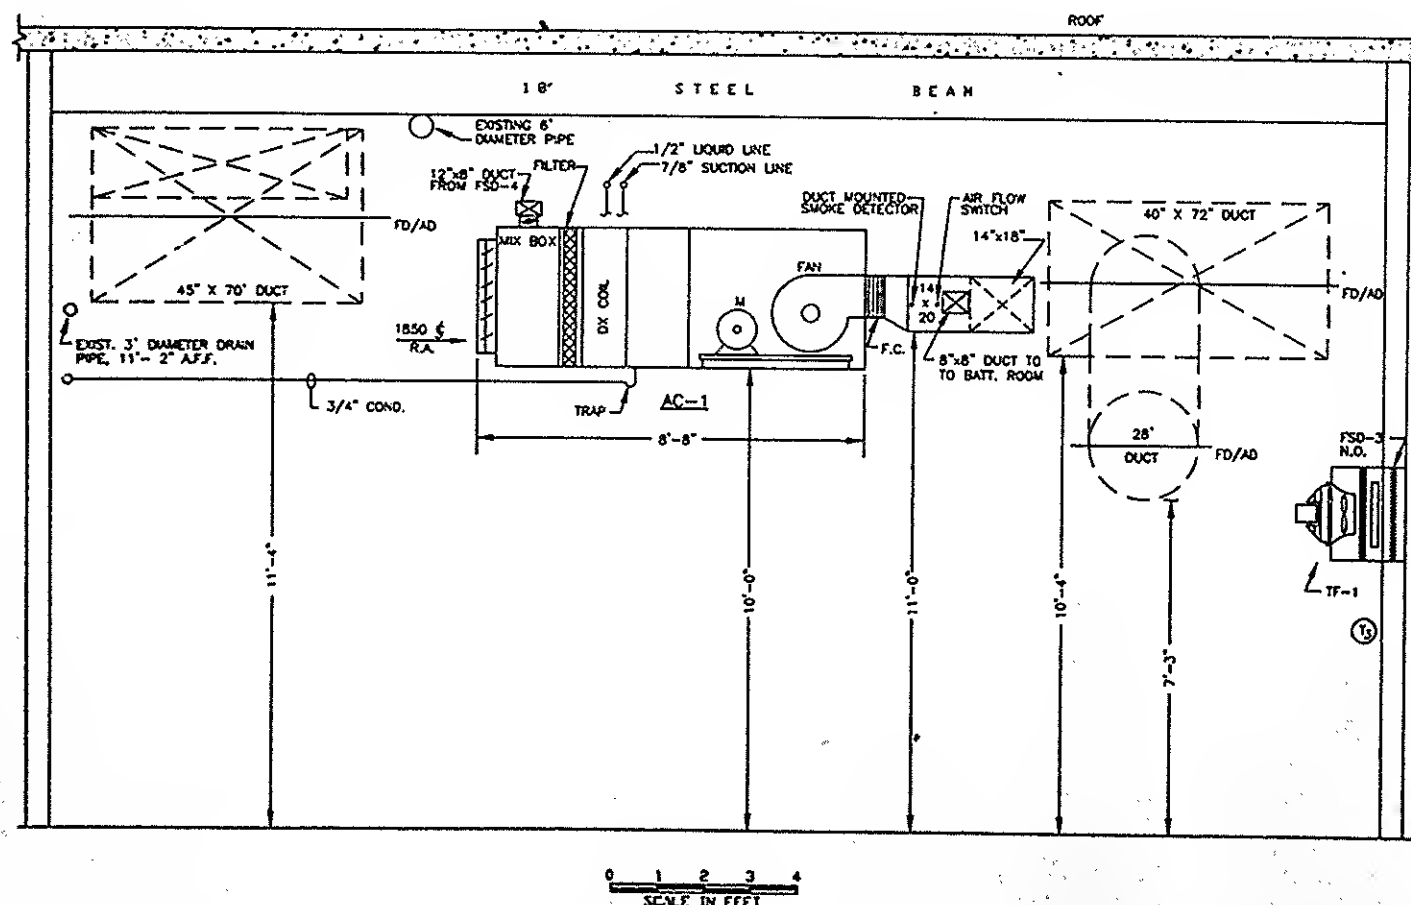 ROOF
18" STEEL BEAM
EXISTING 6"
DIAMETER PIPE
1/2" LIQUID LINE
7/8" SUCTION LINE
FILTER
12"x8" DUCT
FROM FSD-4
DUCT MOUNTED
SMOKE DETECTOR
AIR FLOW
SWITCH
14"x18"
40" X 72" DUCT
FD/AD
MIX BOX
FAN
45" X 70" DUCT
DX COIL
M
14
x
20
FD/AD
EXIST. 3" DIAMETER DRAIN
PIPE, 11'- 2" A.F.F.
1850 ¢
R.A.
F.C.
8"x8" DUCT TO
TO BATT. ROOM
3/4" COND.
TRAP
AC-1
8'-8"
28"
DUCT
FD/AD
FSD-3
N.O.
11'-4"
10'-0"
11'-0"
10'-4"
7'-3"
TF-1
T3
0 1 2 3 4
SCALE IN FEET